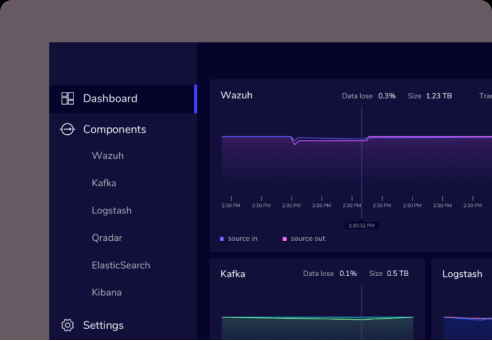 Dashboard
Components
Wazuh
Kafka
Logstash
Qradar
ElasticSearch
Kibana
Settings
Wazuh Data lose 0.3% Size 1.23 TB Tran
2:30 PM 2:30 PM 2:30 PM 2:30 PM 2:30 PM 2:30 PM 2:30 PM 2:30 PM 2:30 PM
2:30:32 PM
source in source out
Kafka Data lose 0.1% Size 0.5 TB
Logstash